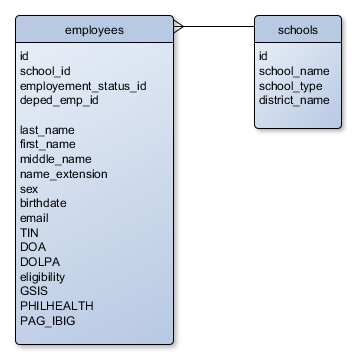 employees
id
school_id
employement_status_id
deped_emp_id
last_name
first_name
middle_name
name_extension
sex
birthdate
email
TIN
DOA
DOLPA
eligibility
GSIS
PHILHEALTH
PAG_IBIG
schools
id
school_name
school_type
district_name